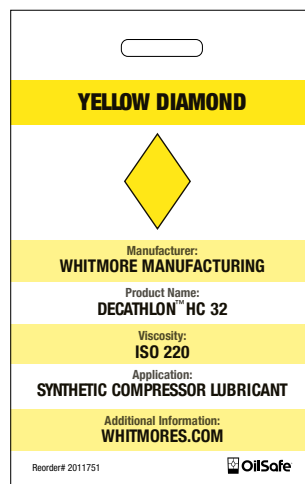 YELLOW DIAMOND
Manufacturer:
WHITMORE MANUFACTURING
Product Name:
DECATHLON™ HC 32
Viscosity:
ISO 220
Application:
SYNTHETIC COMPRESSOR LUBRICANT
Additional Information:
WHITMORES.COM
Reorder# 2011751
OilSafe